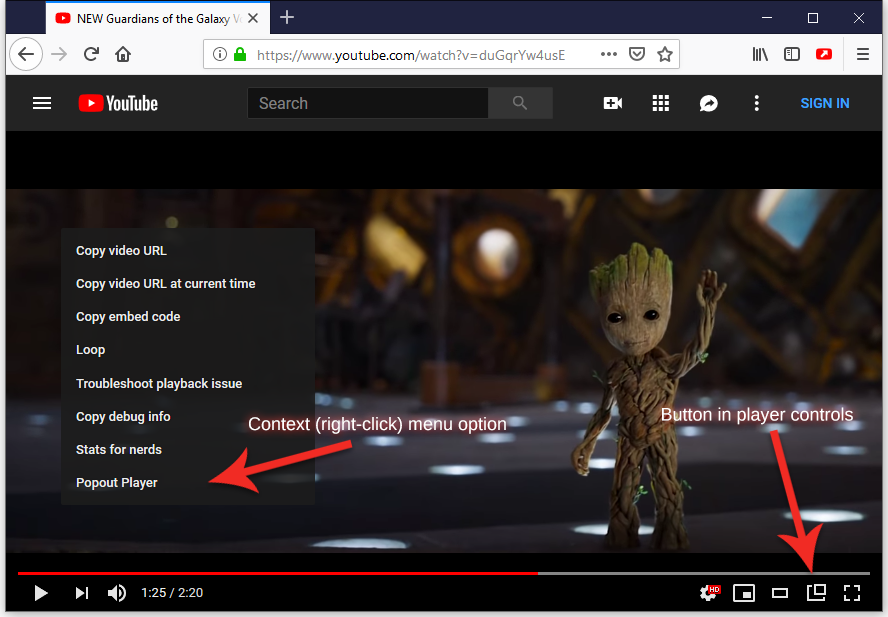 NEW Guardians of the Galaxy V
https://www.youtube.com/watch?v=duGqrYw4usE
YouTube
Search
SIGN IN
Copy video URL
Copy video URL at current time
Copy embed code
Loop
Troubleshoot playback issue
Copy debug info
Stats for nerds
Popout Player
Context (right-click) menu option
Button in player controls
1:25 / 2:20
HD